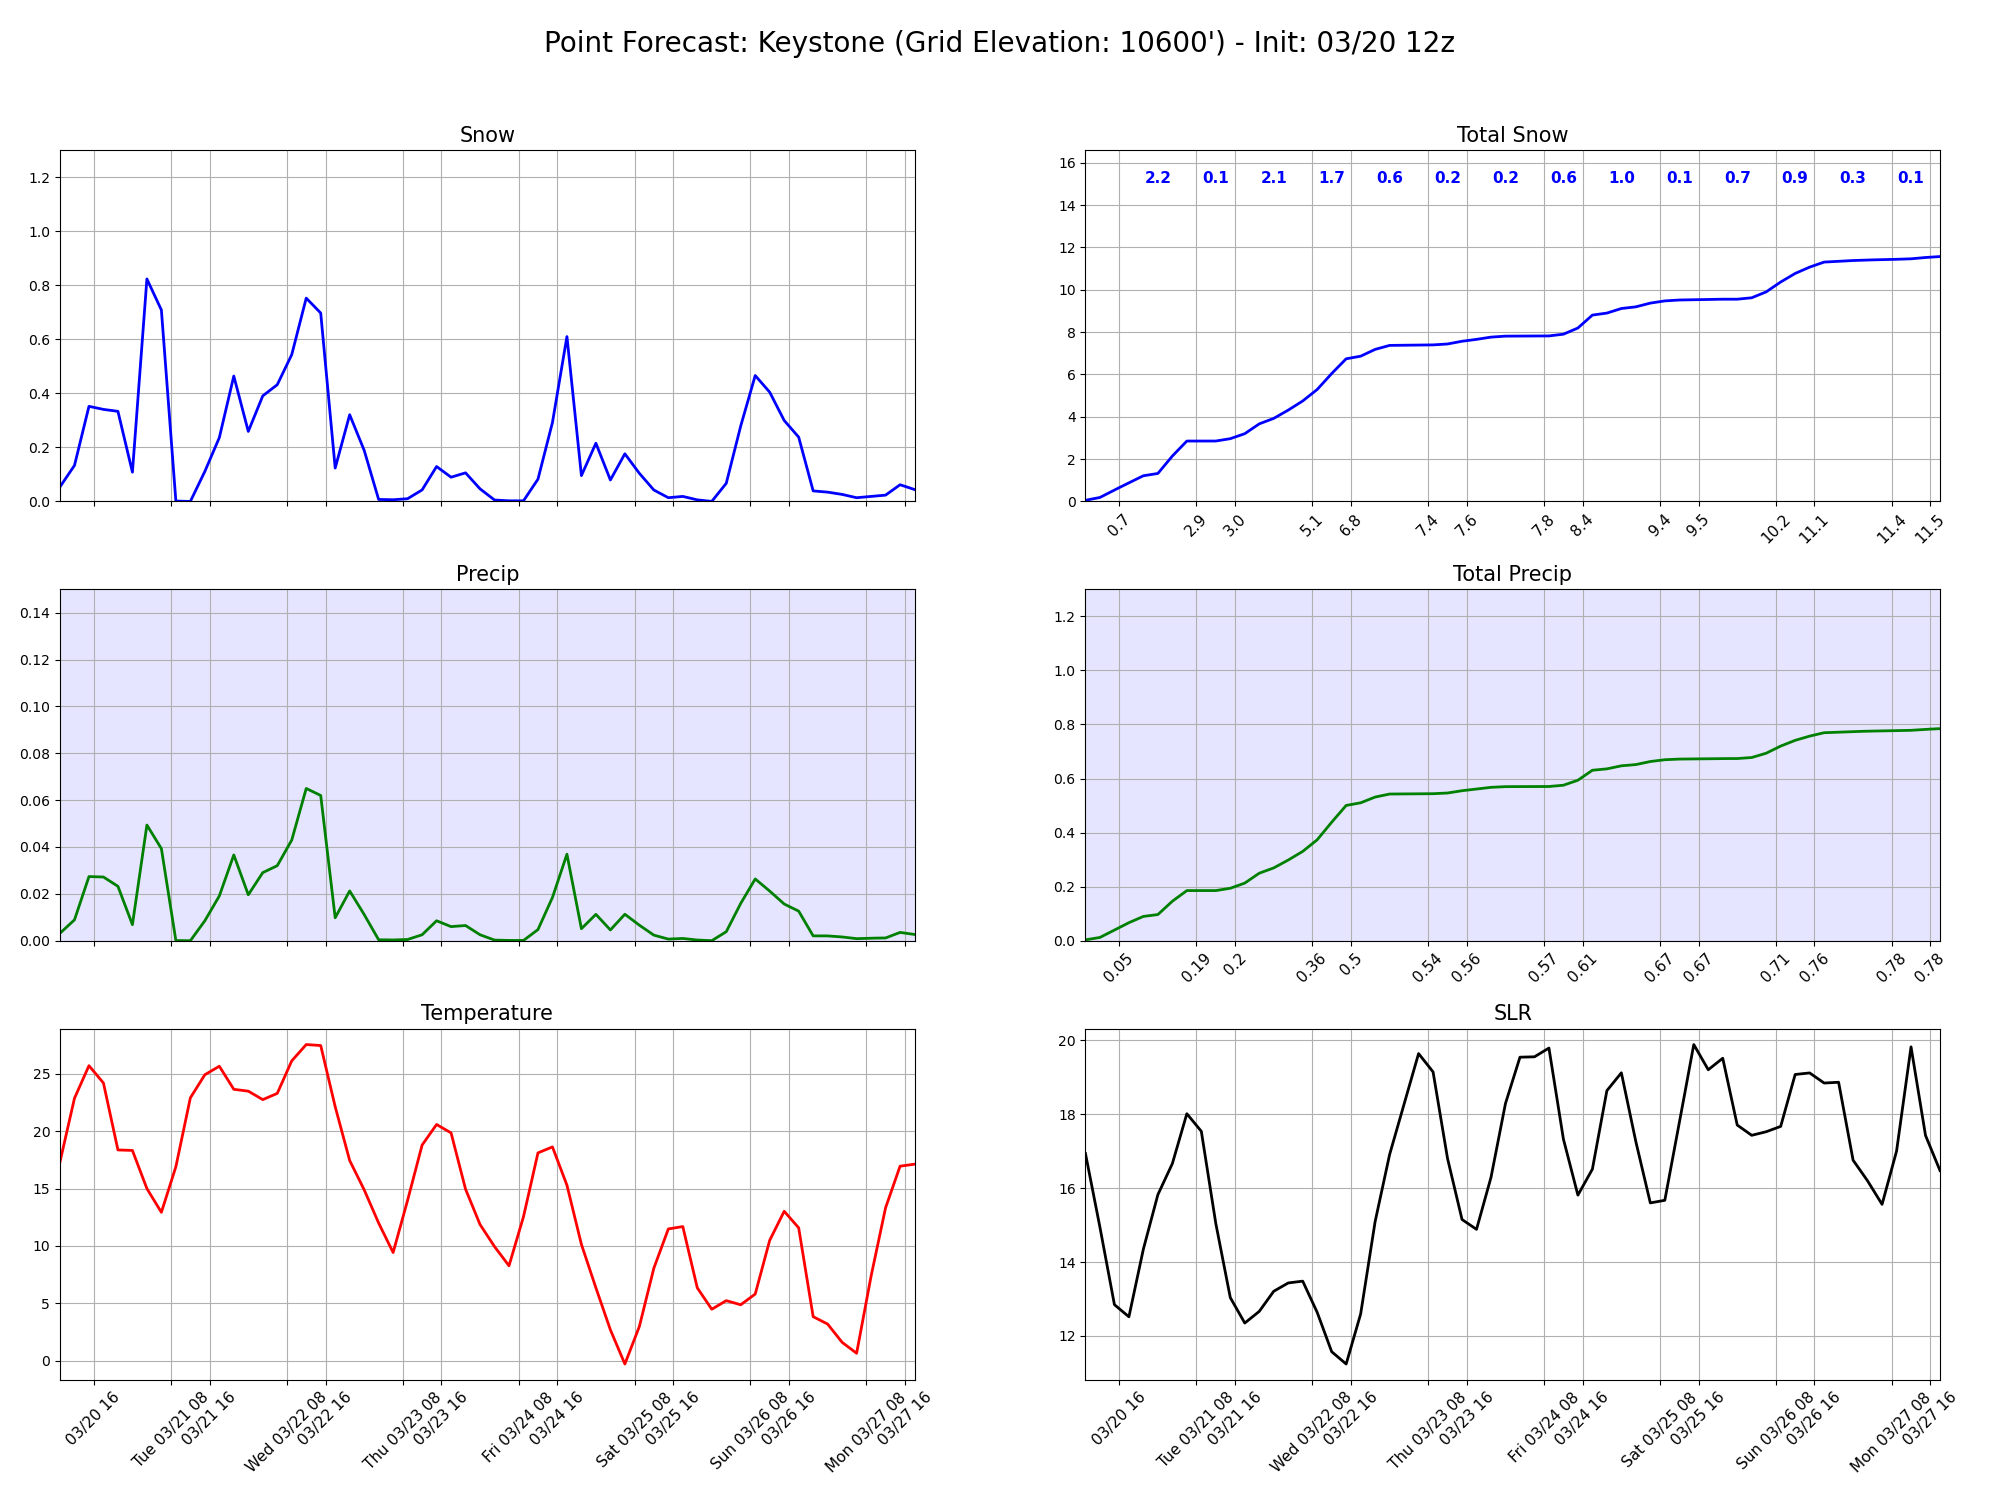 Point Forecast: Keystone (Grid Elevation: 10600') - Init: 03/20 12z
Snow
1.2
1.0
0.8
0.6
0.4
0.2
0.0
Total Snow
2.2 0.1 2.1 1.7 0.6 0.2 0.2 0.6 1.0 0.1 0.7 0.9 0.3 0.1
16
14
12
10
8
6
4
2
0
0.7 2.9 3.0 5.1 6.8 7.4 7.6 7.8 8.4 9.4 9.5 10.2 11.1 11.4 11.5
Precip
0.14
0.12
0.10
0.08
0.06
0.04
0.02
0.00
Total Precip
1.2
1.0
0.8
0.6
0.4
0.2
0.0
0.05 0.19 0.2 0.36 0.5 0.54 0.56 0.57 0.61 0.67 0.67 0.71 0.76 0.78 0.78
Temperature
25
20
15
10
5
0
03/20 16
Tue 03/21 08
03/21 16
Wed 03/22 08
03/22 16
Thu 03/23 08
03/23 16
Fri 03/24 08
03/24 16
Sat 03/25 08
03/25 16
Sun 03/26 08
03/26 16
Mon 03/27 08
03/27 16
SLR
20
18
16
14
12
03/20 16
Tue 03/21 08
03/21 16
Wed 03/22 08
03/22 16
Thu 03/23 08
03/23 16
Fri 03/24 08
03/24 16
Sat 03/25 08
03/25 16
Sun 03/26 08
03/26 16
Mon 03/27 08
03/27 16